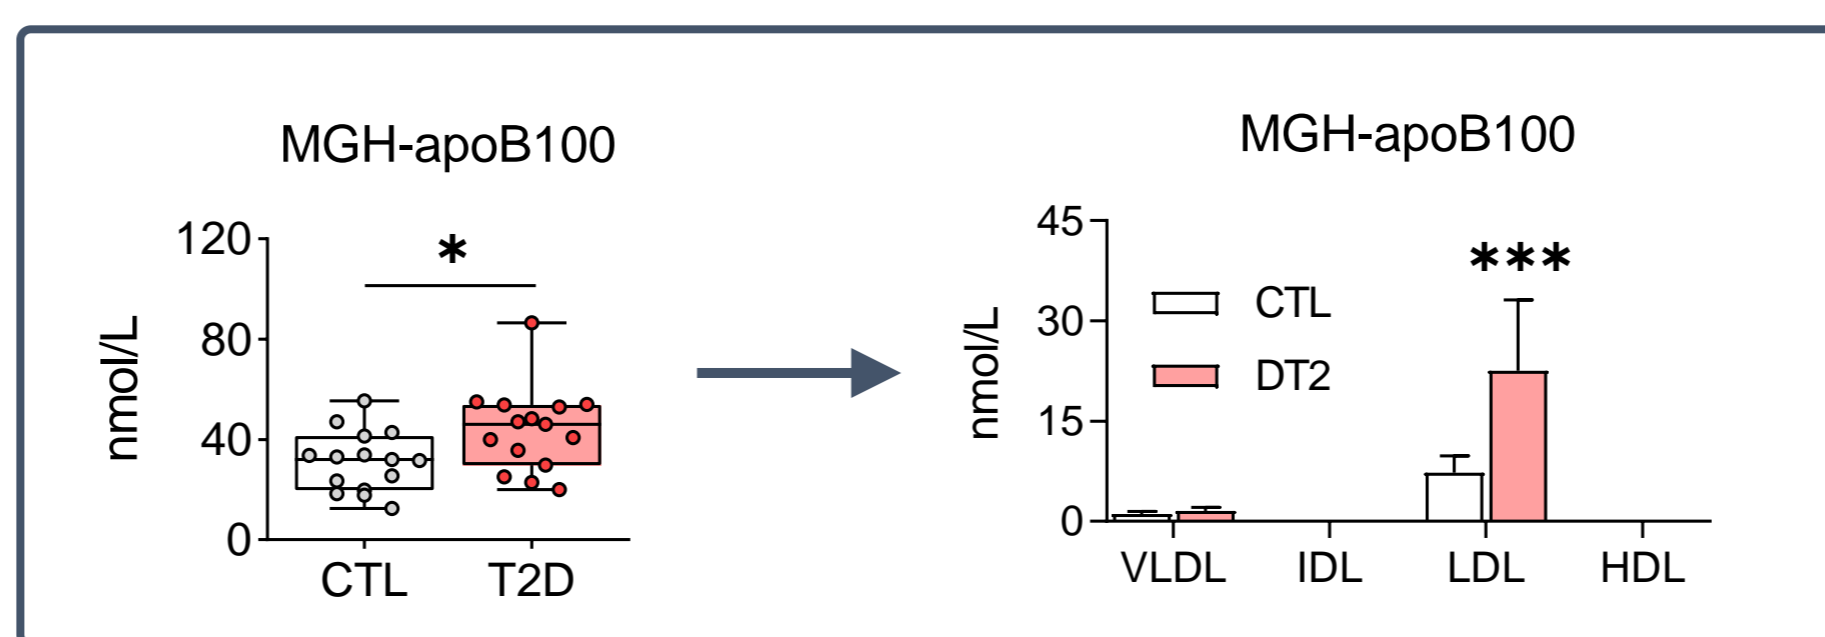 MGH-apoB100
nmol/L
120
80
40
0
*
CTL
T2D
MGH-apoB100
nmol/L
45
30
15
0
CTL
DT2
***
VLDL
IDL
LDL
HDL